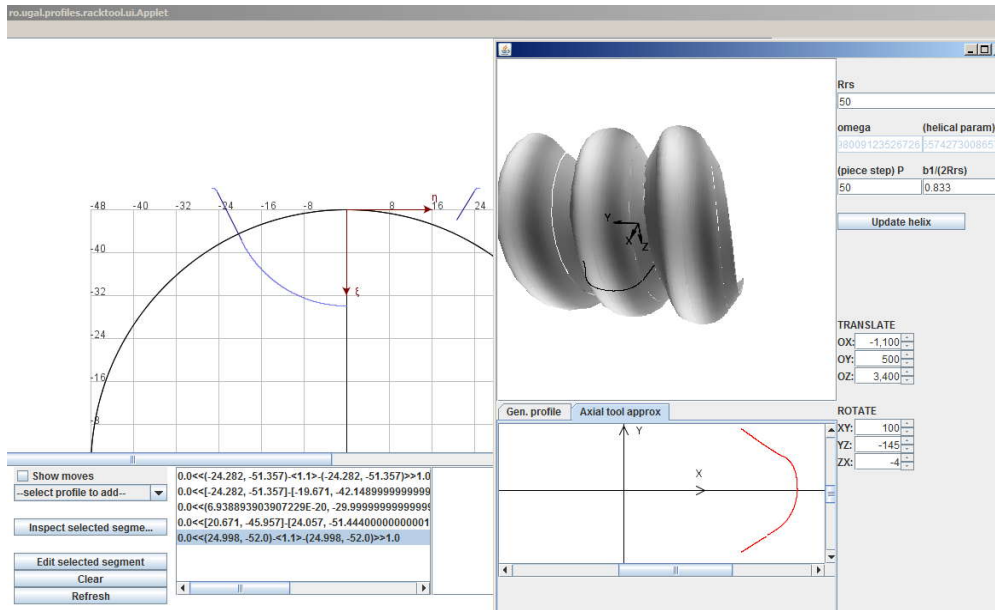 ro.ugal.profiles.racktool.ui.Applet
η
-48 -40 -32 -24 -16 -8 8 16 24
-40
-32
ξ
-24
-16
-8
Show moves
--select profile to add--
Inspect selected segme...
Edit selected segment
Clear
Refresh
0.0<<(-24.282, -51.357)-<1.1>-(-24.282, -51.357)>>1.0
0.0<<[-24.282, -51.357]-[-19.671, -42.1489999999999
0.0<<(6.938893903907229E-20, -29.9999999999999
0.0<<[20.671, -45.957]-[24.057, -51.44400000000001
0.0<<(24.998, -52.0)-<1.1>-(24.998, -52.0)>>1.0
Y
X
Z
Gen. profile Axial tool approx
Y
X
Rrs
50
omega (helical param)
(piece step) P b1/(2Rrs)
50 0.833
Update helix
TRANSLATE
OX: -1,100
OY: 500
OZ: 3,400
ROTATE
XY: 100
YZ: -145
ZX: -4